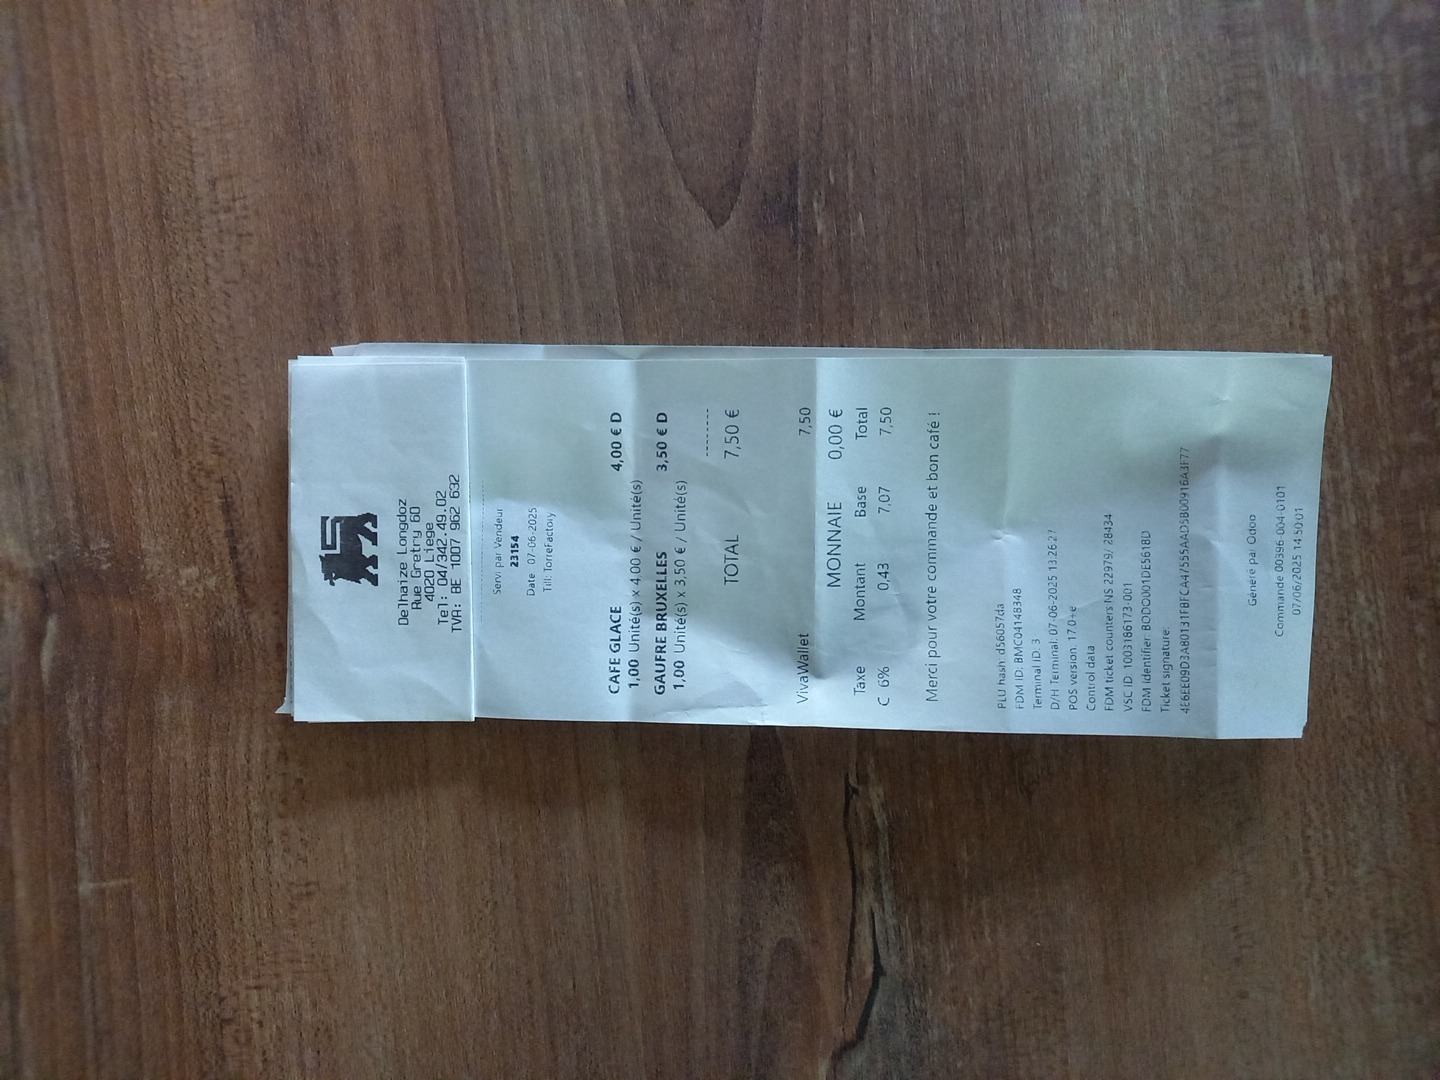 Delhaize Longdoz
Rue Gretry 60
4020 Liege
Tel: 04/342.49.02
TVA: BE 1007 962 632
Servi par Vendeur
23154
Date 07-06-2025
Till: TorreFactory
CAFE GLACE 4,00 € D
1,00 Unité(s) x 4,00 € / Unité(s)
GAUFRE BRUXELLES 3,50 € D
1,00 Unité(s) x 3,50 € / Unité(s)
--------
TOTAL 7,50 €
VivaWallet 7,50
MONNAIE 0,00 €
Taxe Montant Base Total
C 6% 0,43 7,07 7,50
Merci pour votre commande et bon café !
PLU hash: d56057da
FDM ID: BMC04148348
Terminal ID: 3
D/H Terminal: 07-06-2025 13:26:27
POS version: 17.0+e
Control data
FDM ticket counters NS 22979/ 28434
VSC ID: 1003186173-001
FDM Identifier: BODO001DE5618D
Ticket signature:
Généré par Odoo
Commande 00396-004-0101
07/06/2025 14:50:01